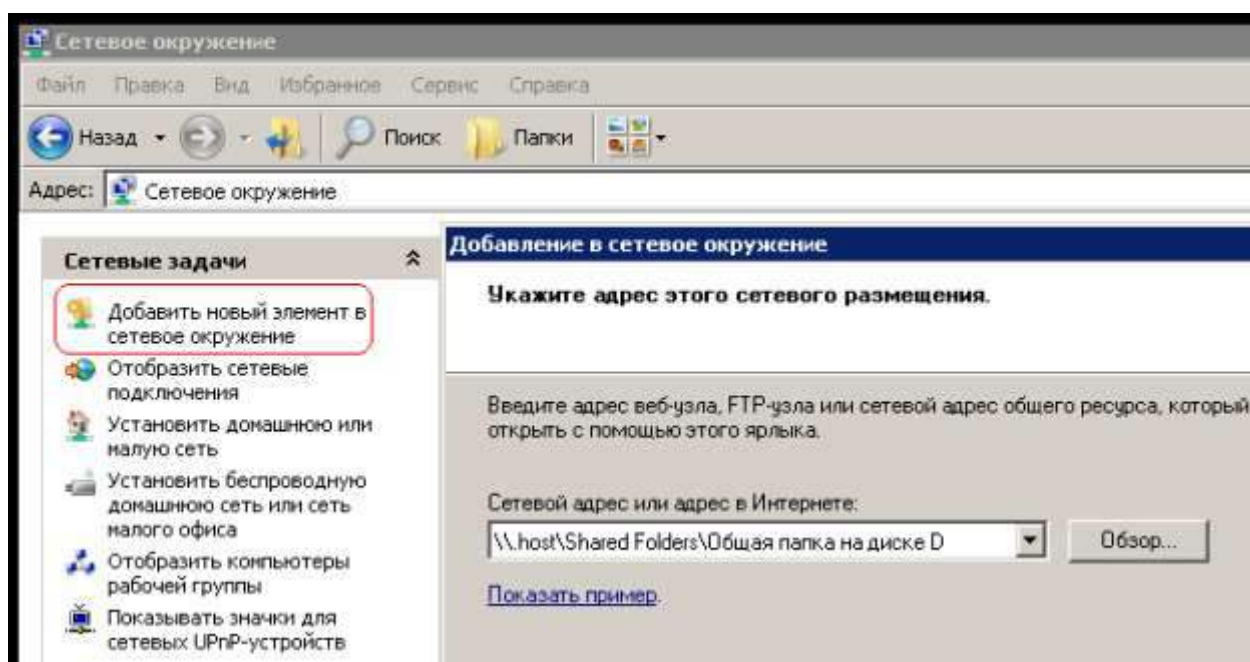 Сетевое окружение
Файл Правка Вид Избранное Сервис Справка
Назад Поиск Папки
Адрес: Сетевое окружение
Сетевые задачи
Добавить новый элемент в
сетевое окружение
Отобразить сетевые
подключения
Установить домашнюю или
малую сеть
Установить беспроводную
домашнюю сеть или сеть
малого офиса
Отобразить компьютеры
рабочей группы
Показывать значки для
сетевых UPnP-устройств
Добавление в сетевое окружение
Укажите адрес этого сетевого размещения.
Введите адрес веб-узла, FTP-узла или сетевой адрес общего ресурса, который
открыть с помощью этого ярлыка.
Сетевой адрес или адрес в Интернете:
\\.host\Shared Folders\Общая папка на диске D
Обзор...
Показать пример.